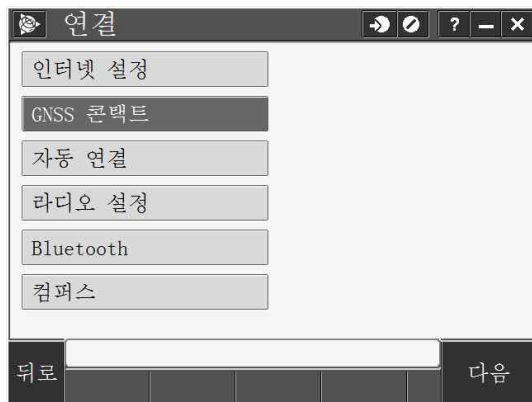 연결
?
인터넷 설정
GNSS 콘택트
자동 연결
라디오 설정
Bluetooth
컴퍼스
뒤로
다음